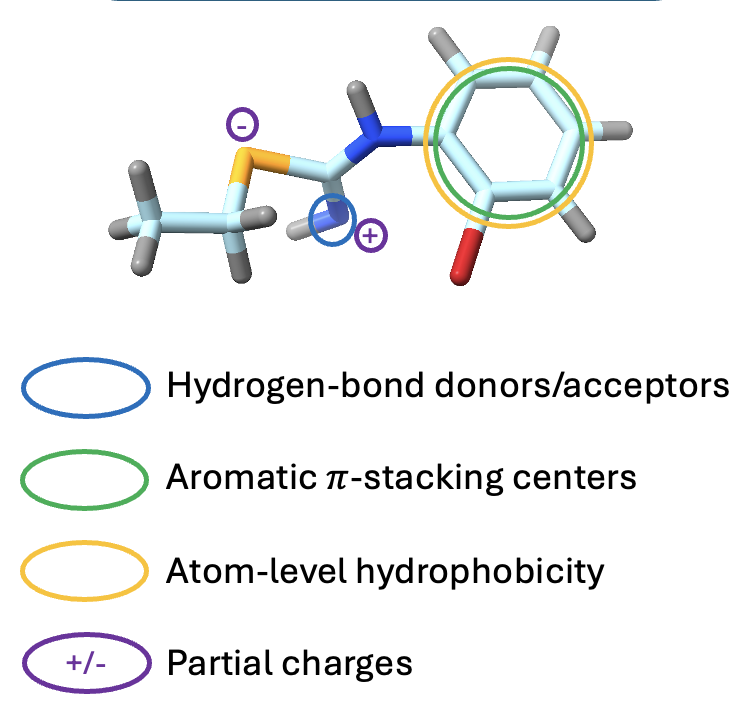 -
+
Hydrogen-bond donors/acceptors
Aromatic π-stacking centers
Atom-level hydrophobicity
+/- Partial charges